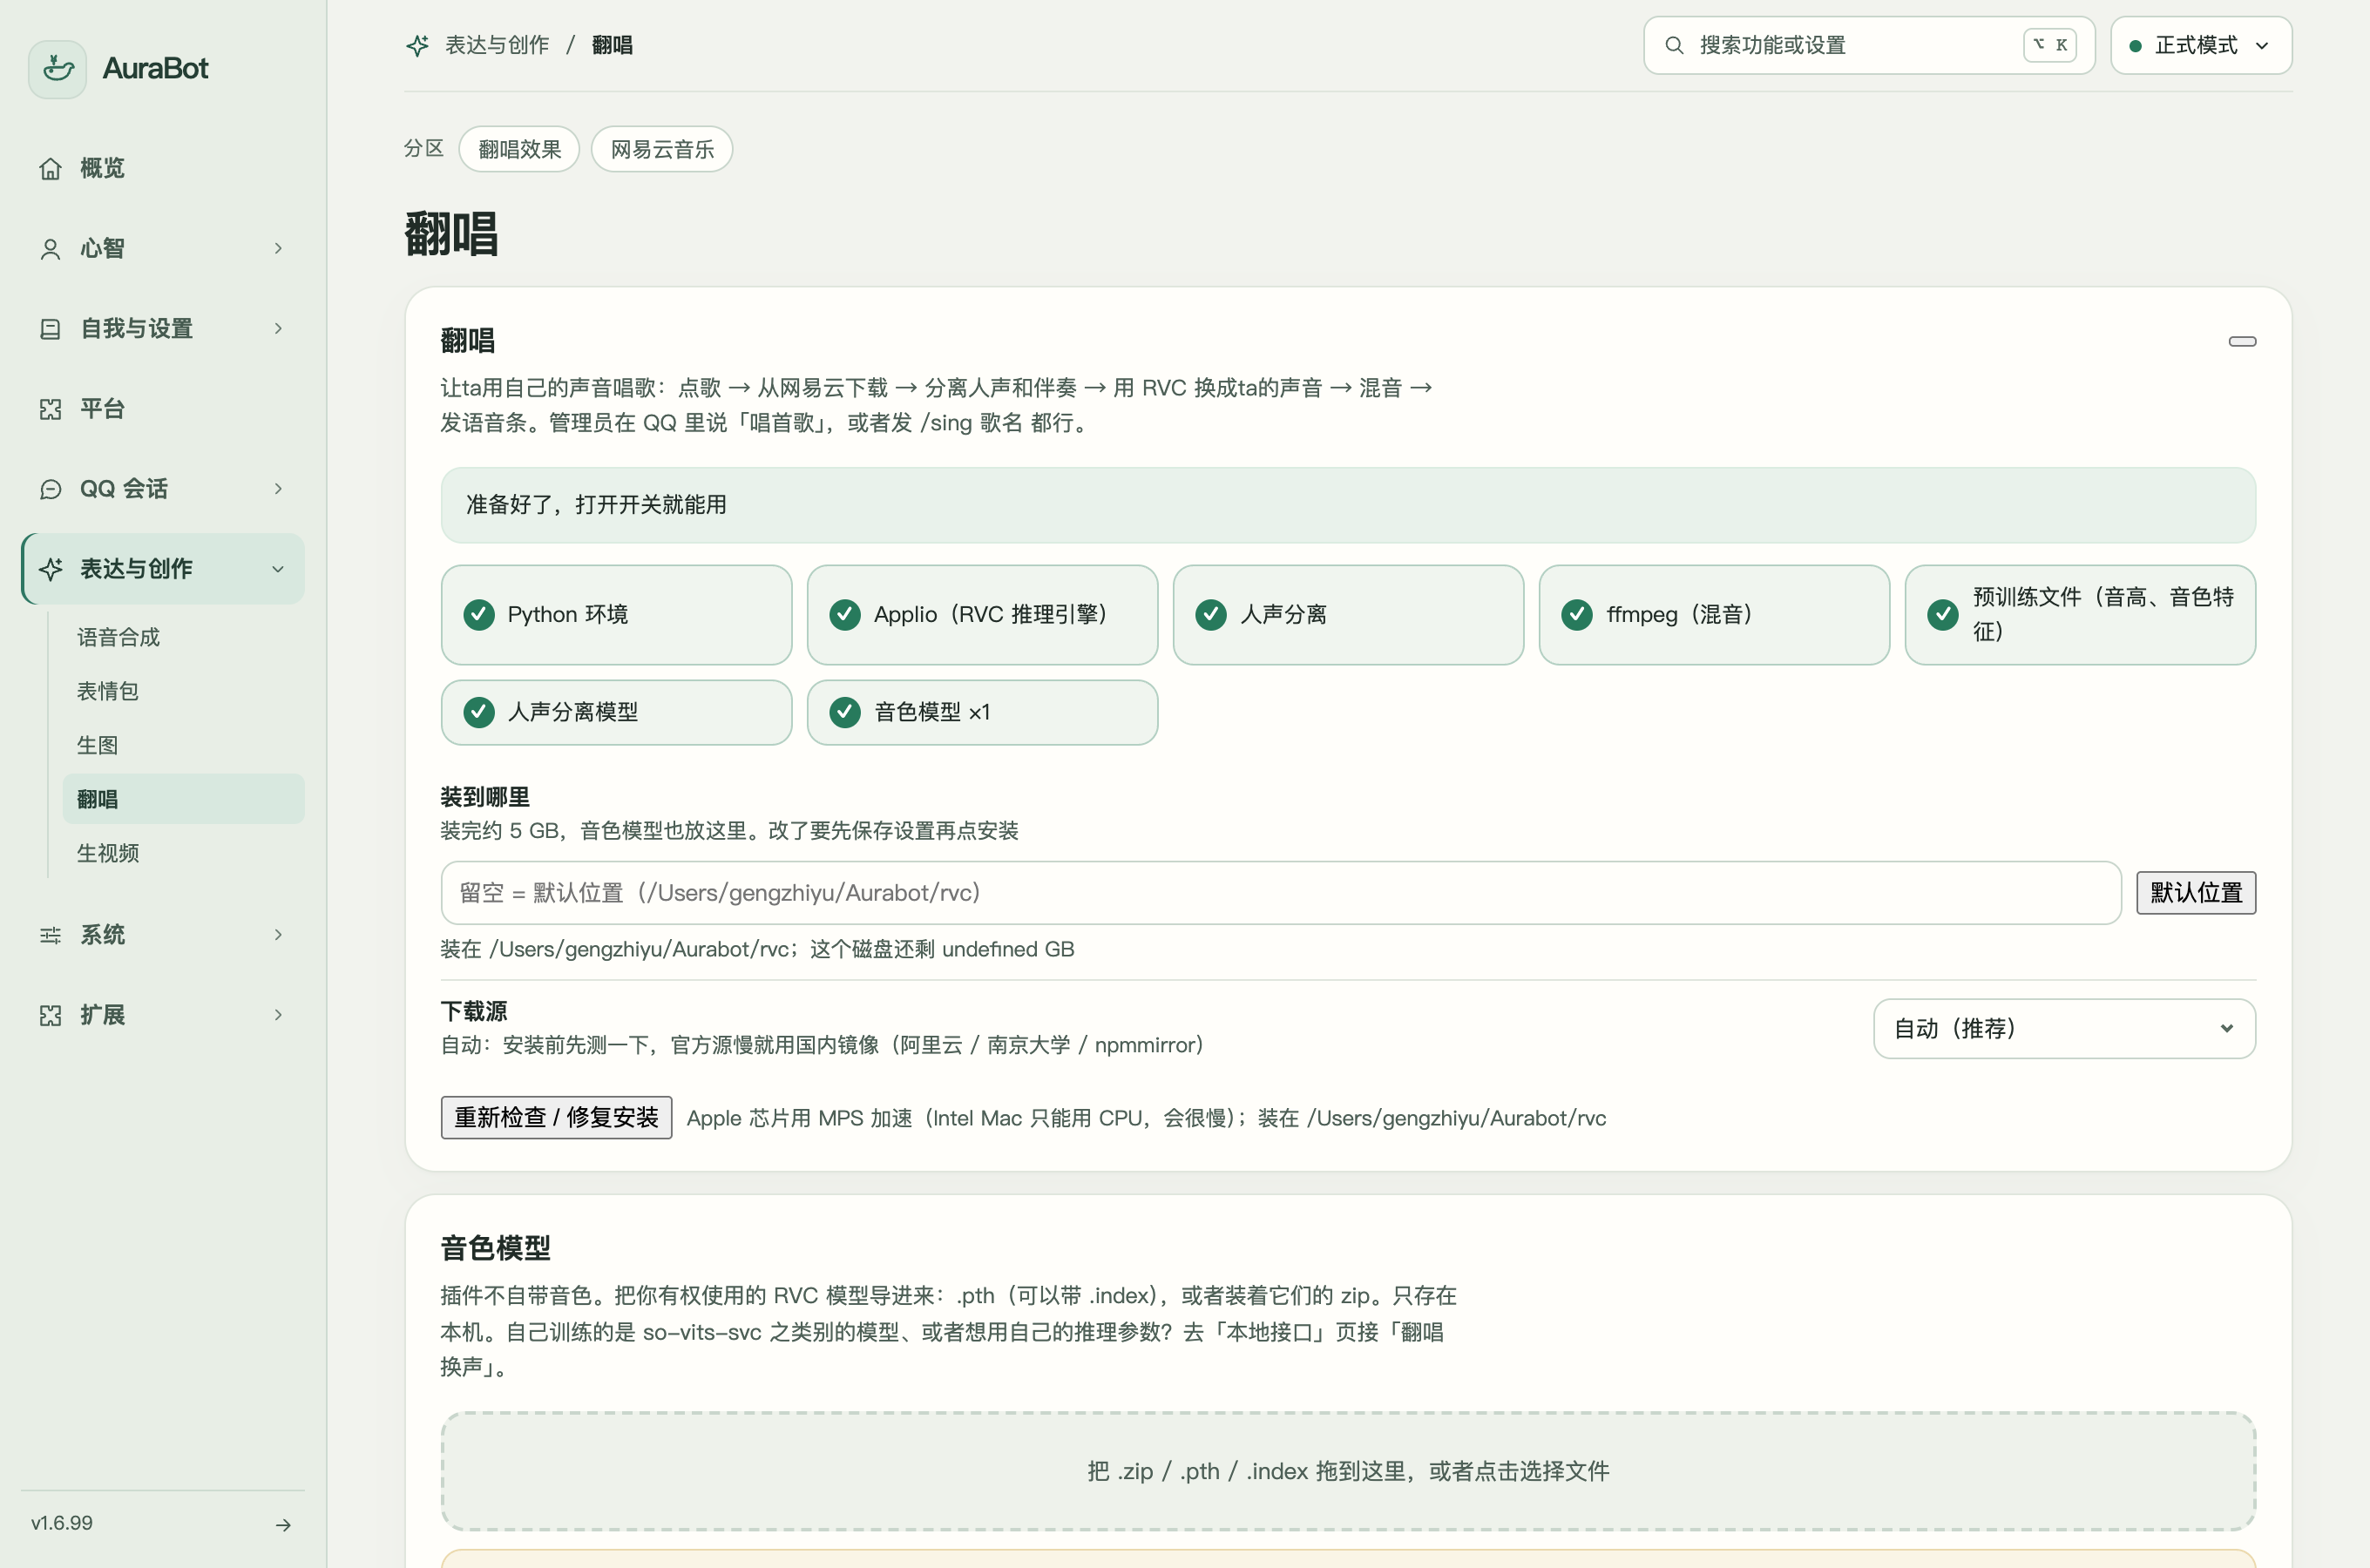 AuraBot
概览
心智
自我与设置
平台
QQ 会话
表达与创作
语音合成
表情包
生图
翻唱
生视频
系统
扩展
v1.6.99
表达与创作 / 翻唱
搜索功能或设置
⌥ K
正式模式
分区
翻唱效果
网易云音乐
翻唱
翻唱
让ta用自己的声音唱歌：点歌 → 从网易云下载 → 分离人声和伴奏 → 用 RVC 换成ta的声音 → 混音 →
发语音条。管理员在 QQ 里说「唱首歌」，或者发 /sing 歌名 都行。
准备好了，打开开关就能用
Python 环境
Applio（RVC 推理引擎）
人声分离
ffmpeg（混音）
预训练文件（音高、音色特
征）
人声分离模型
音色模型 ×1
装到哪里
装完约 5 GB，音色模型也放这里。改了要先保存设置再点安装
留空 = 默认位置（/Users/gengzhiyu/Aurabot/rvc）
默认位置
装在 /Users/gengzhiyu/Aurabot/rvc；这个磁盘还剩 undefined GB
下载源
自动：安装前先测一下，官方源慢就用国内镜像（阿里云 / 南京大学 / npmmirror）
自动（推荐）
重新检查 / 修复安装
Apple 芯片用 MPS 加速（Intel Mac 只能用 CPU，会很慢）；装在 /Users/gengzhiyu/Aurabot/rvc
音色模型
插件不自带音色。把你有权使用的 RVC 模型导进来：.pth（可以带 .index），或者装着它们的 zip。只存在
本机。自己训练的是 so-vits-svc 之类别的模型、或者想用自己的推理参数？去「本地接口」页接「翻唱
换声」。
把 .zip / .pth / .index 拖到这里，或者点击选择文件